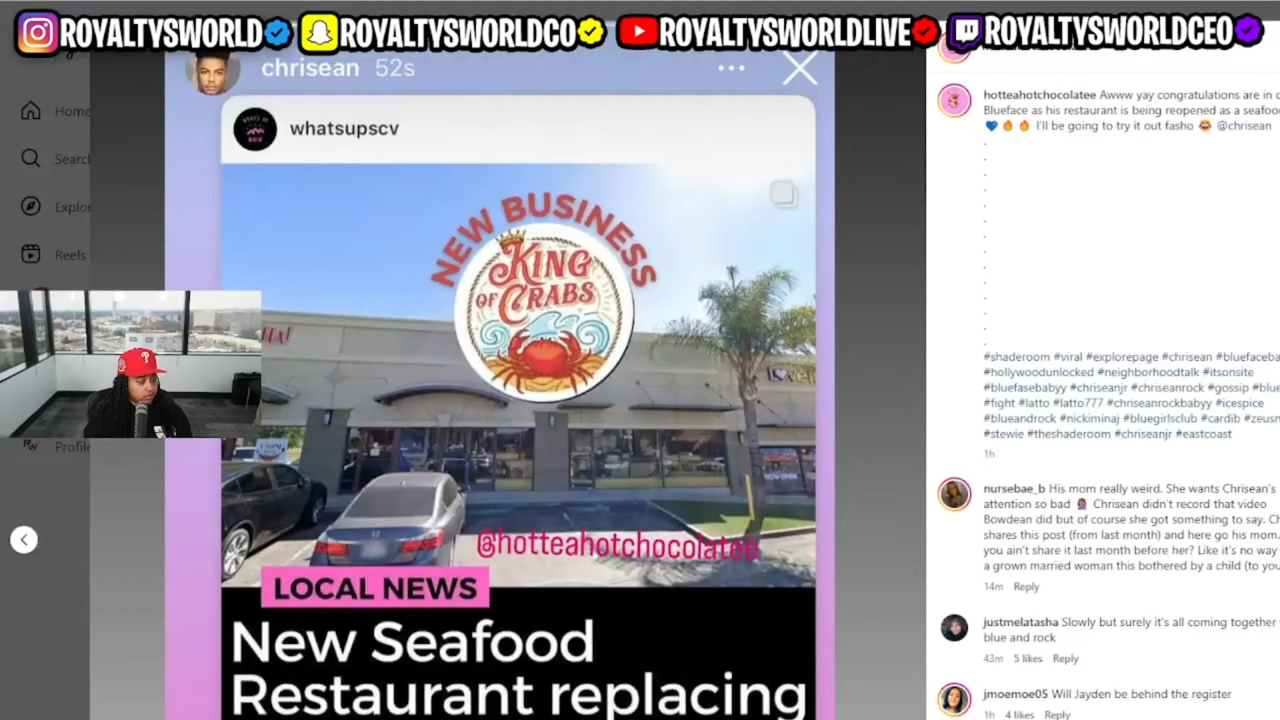 ROYALTYSWORLD ROYALTYSWORLDCO ROYALTYSWORLDLIVE ROYALTYSWORLDCEO
chrisean 52s
whatsupscv
NEW BUSINESS
KING
OF CRABS
@hotteahotchocolatee
LOCAL NEWS
New Seafood
Restaurant replacing
Home
Searc
Explo
Reels
Profile
hotteahotchocolatee Awww yay congratulations are in o
Blueface as his restaurant is being reopened as a seafoo
💙 🔥 🔥 I'll be going to try it out fasho 😂 @chrisean
.
.
.
.
.
.
.
.
.
.
.
.
.
.
#shaderoom #viral #explorepage #chrisean #bluefaceba
#hollywoodunlocked #neighborhoodtalk #itsonsite
#bluefasebabyy #chriseanjr #chriseanrock #gossip #blue
#fight #latto #latto777 #chriseanrockbabyy #icespice
#blueandrock #nickiminaj #bluegirlsclub #cardib #zeusn
#stewie #theshaderoom #chriseanjr #eastcoast
1h
nursebae_b His mom really weird. She wants Chrisean's
attention so bad Chrisean didn't record that video
Bowdean did but of course she got something to say. Ch
shares this post (from last month) and here go his mom.
you ain't share it last month before her? Like it's no way
a grown married woman this bothered by a child (to you
14m Reply
justmelatasha Slowly but surely it's all coming together
blue and rock
43m 5 likes Reply
jmoemoe05 Will Jayden be behind the register
1h 4 likes Reply